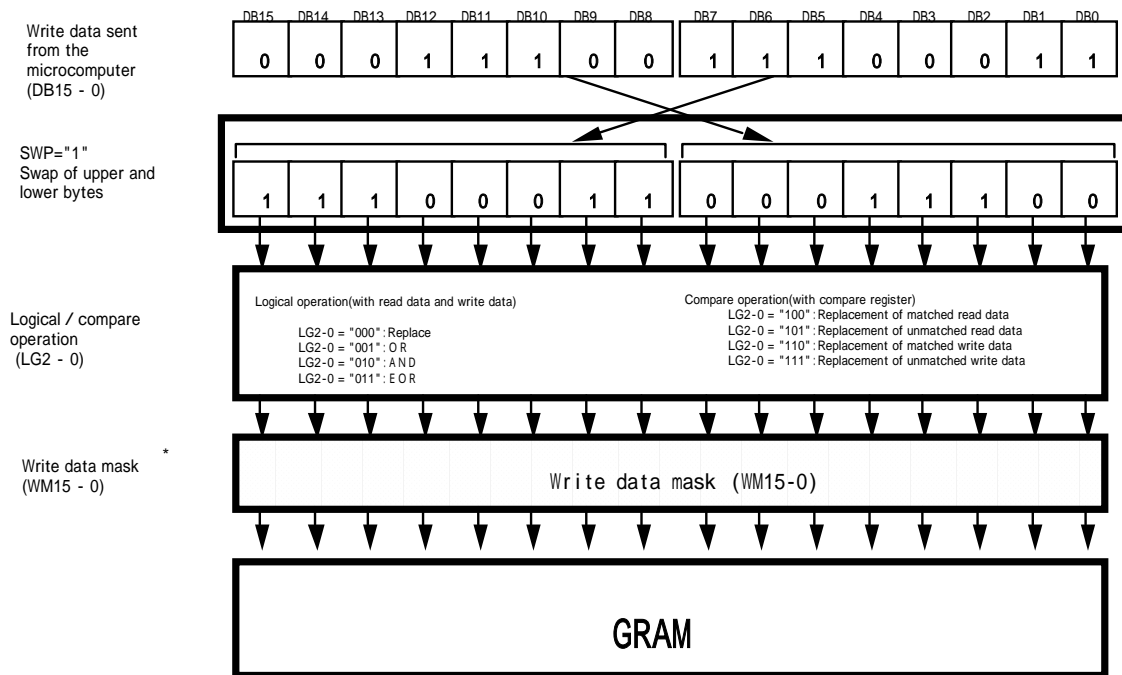 DB15 DB14 DB13 DB12 DB11 DB10 DB9 DB8 DB7 DB6 DB5 DB4 DB3 DB2 DB1 DB0
Write data sent
from the
microcomputer
(DB15 - 0)
0 0 0 1 1 1 0 0 1 1 1 0 0 0 1 1
SWP="1"
Swap of upper and
lower bytes
1 1 1 0 0 0 1 1 0 0 0 1 1 1 0 0
Logical / compare
operation
(LG2 - 0)
Logical operation(with read data and write data)
LG2-0 = "000": Replace
LG2-0 = "001": OR
LG2-0 = "010": AND
LG2-0 = "011": EOR
Compare operation(with compare register)
LG2-0 = "100": Replacement of matched read data
LG2-0 = "101": Replacement of unmatched read data
LG2-0 = "110": Replacement of matched write data
LG2-0 = "111": Replacement of unmatched write data
Write data mask *
(WM15 - 0)
Write data mask (WM15-0)
GRAM